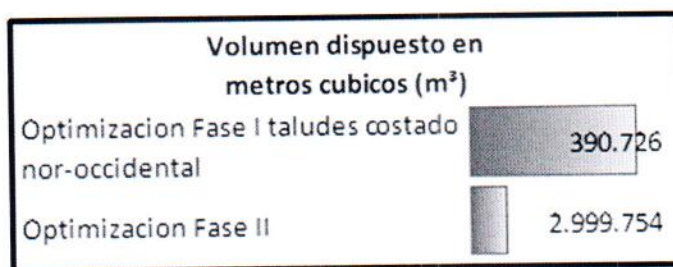 Volumen dispuesto en
metros cubicos (m³)
Optimizacion Fase I taludes costado
nor-occidental
390.726
Optimizacion Fase II
2.999.754